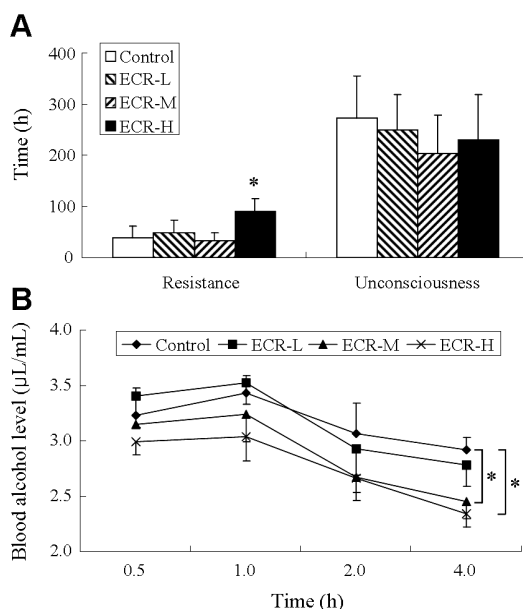 A
Control
ECR-L
ECR-M
ECR-H
Time (h)
400
300
200
100
0
*
Resistance
Unconsciousness
B
Control
ECR-L
ECR-M
ECR-H
Blood alcohol level (µL/mL)
4.0
3.5
3.0
2.5
2.0
*
*
0.5
1.0
2.0
4.0
Time (h)